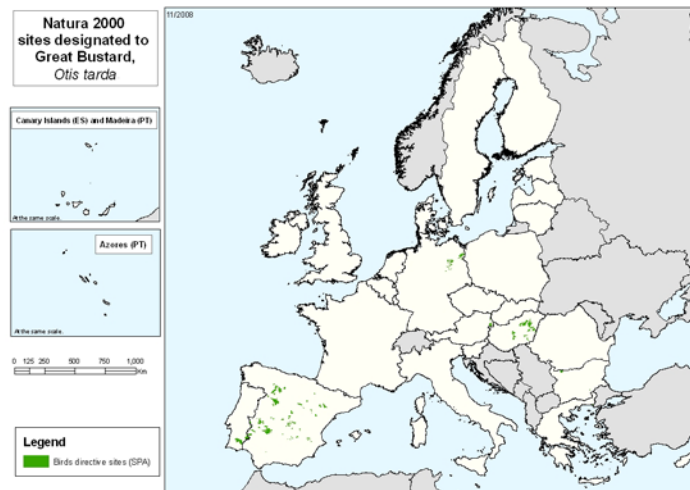 Natura 2000
sites designated to
Great Bustard,
Otis tarda
11/2008
Canary Islands (ES) and Madeira (PT)
At the same scale.
Azores (PT)
At the same scale.
0 125 250 500 750 1,000
Km
Legend
Birds directive sites (SPA)